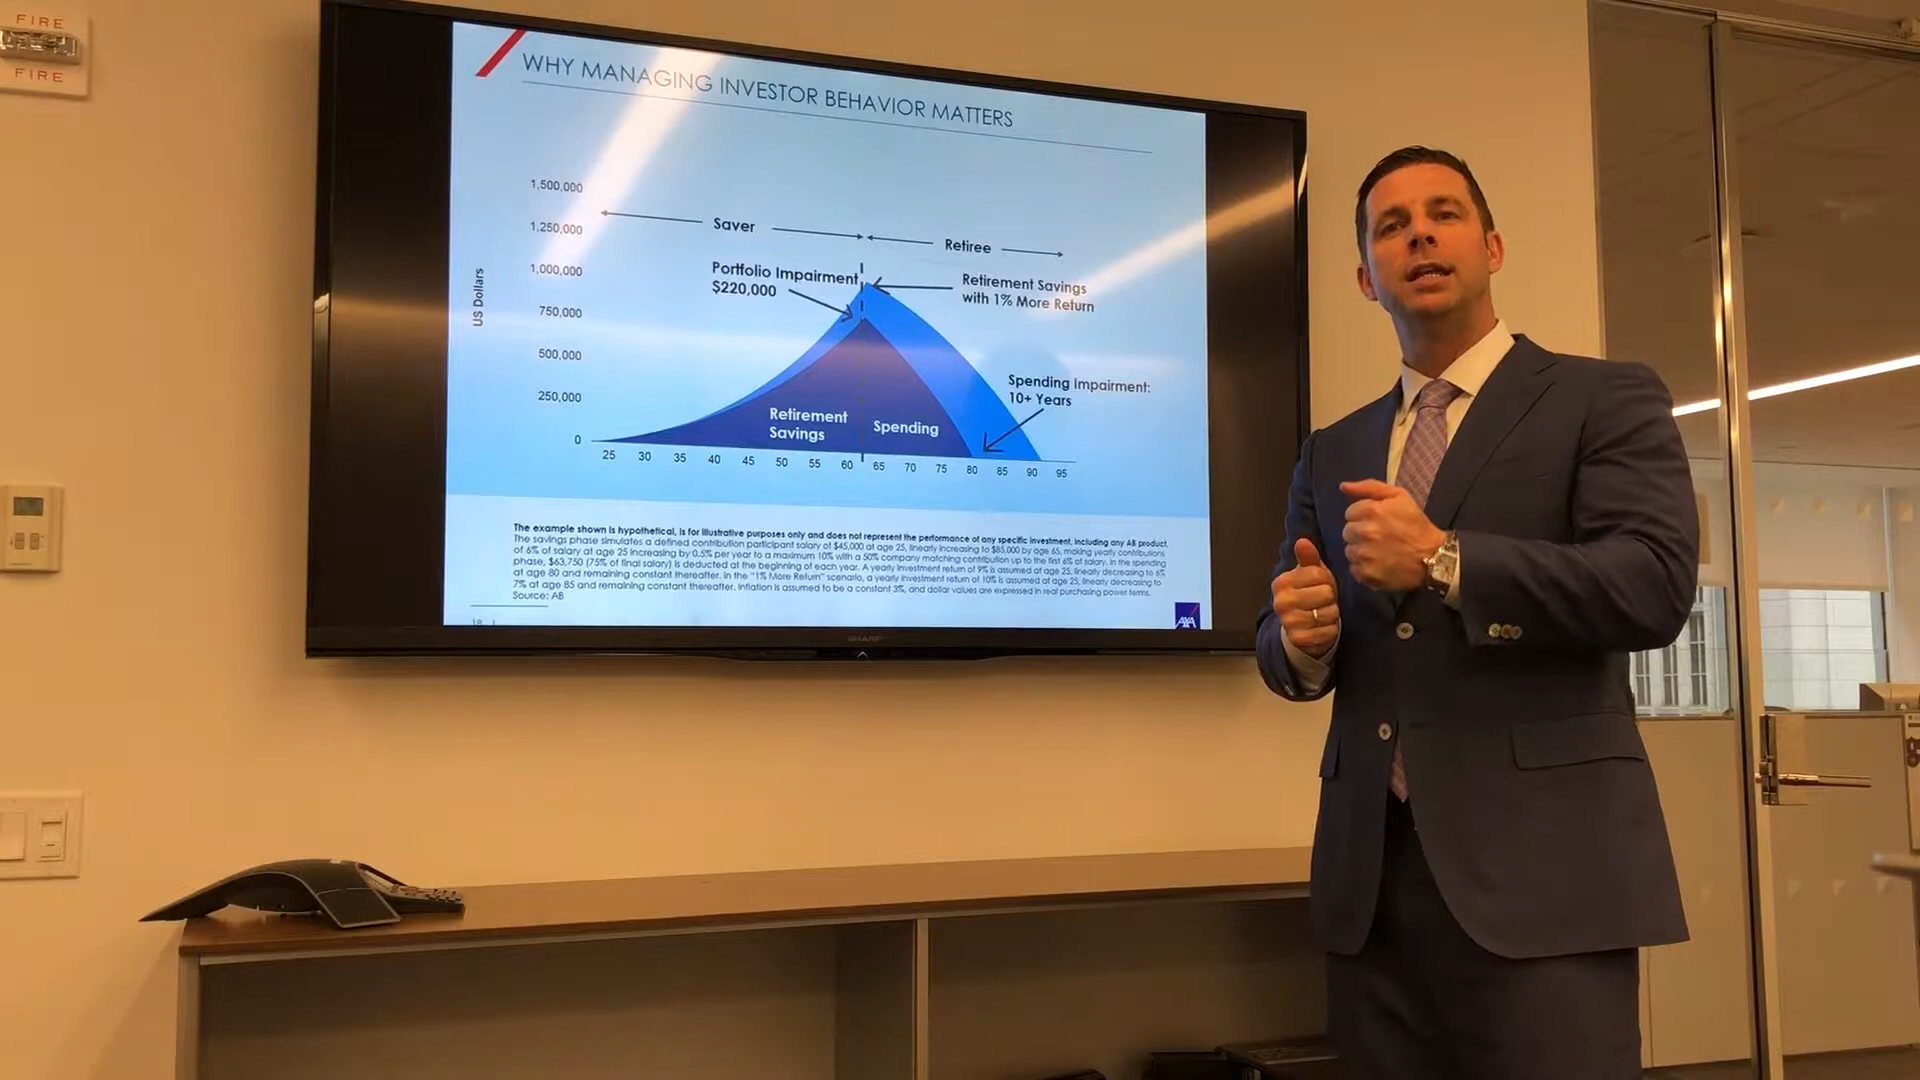 FIRE
FIRE
WHY MANAGING INVESTOR BEHAVIOR MATTERS
1,500,000
1,250,000
1,000,000
750,000
500,000
250,000
0
US Dollars
Saver
Retiree
Portfolio Impairment
$220,000
Retirement Savings
with 1% More Return
Spending Impairment:
10+ Years
Retirement
Savings
Spending
25 30 35 40 45 50 55 60 65 70 75 80 85 90 95
The example shown is hypothetical, is for illustrative purposes only and does not represent the performance of any specific investment, including any AB product.
The savings phase simulates a defined contribution participant salary of $45,000 at age 25, linearly increasing to $85,000 by age 65, making yearly contributions
of 6% of salary at age 25 increasing by 0.5% per year to a maximum 10% with a 50% company matching contribution up to the first 6% of salary. In the spending
phase, $63,750 (75% of final salary) is deducted at the beginning of each year. A yearly investment return of 9% is assumed at age 25, linearly decreasing to 6%
at age 80 and remaining constant thereafter. In the "1% More Return" scenario, a yearly investment return of 10% is assumed at age 25, linearly decreasing to
7% at age 85 and remaining constant thereafter. Inflation is assumed to be a constant 3%, and dollar values are expressed in real purchasing power terms.
Source: AB
AXA
SHARP